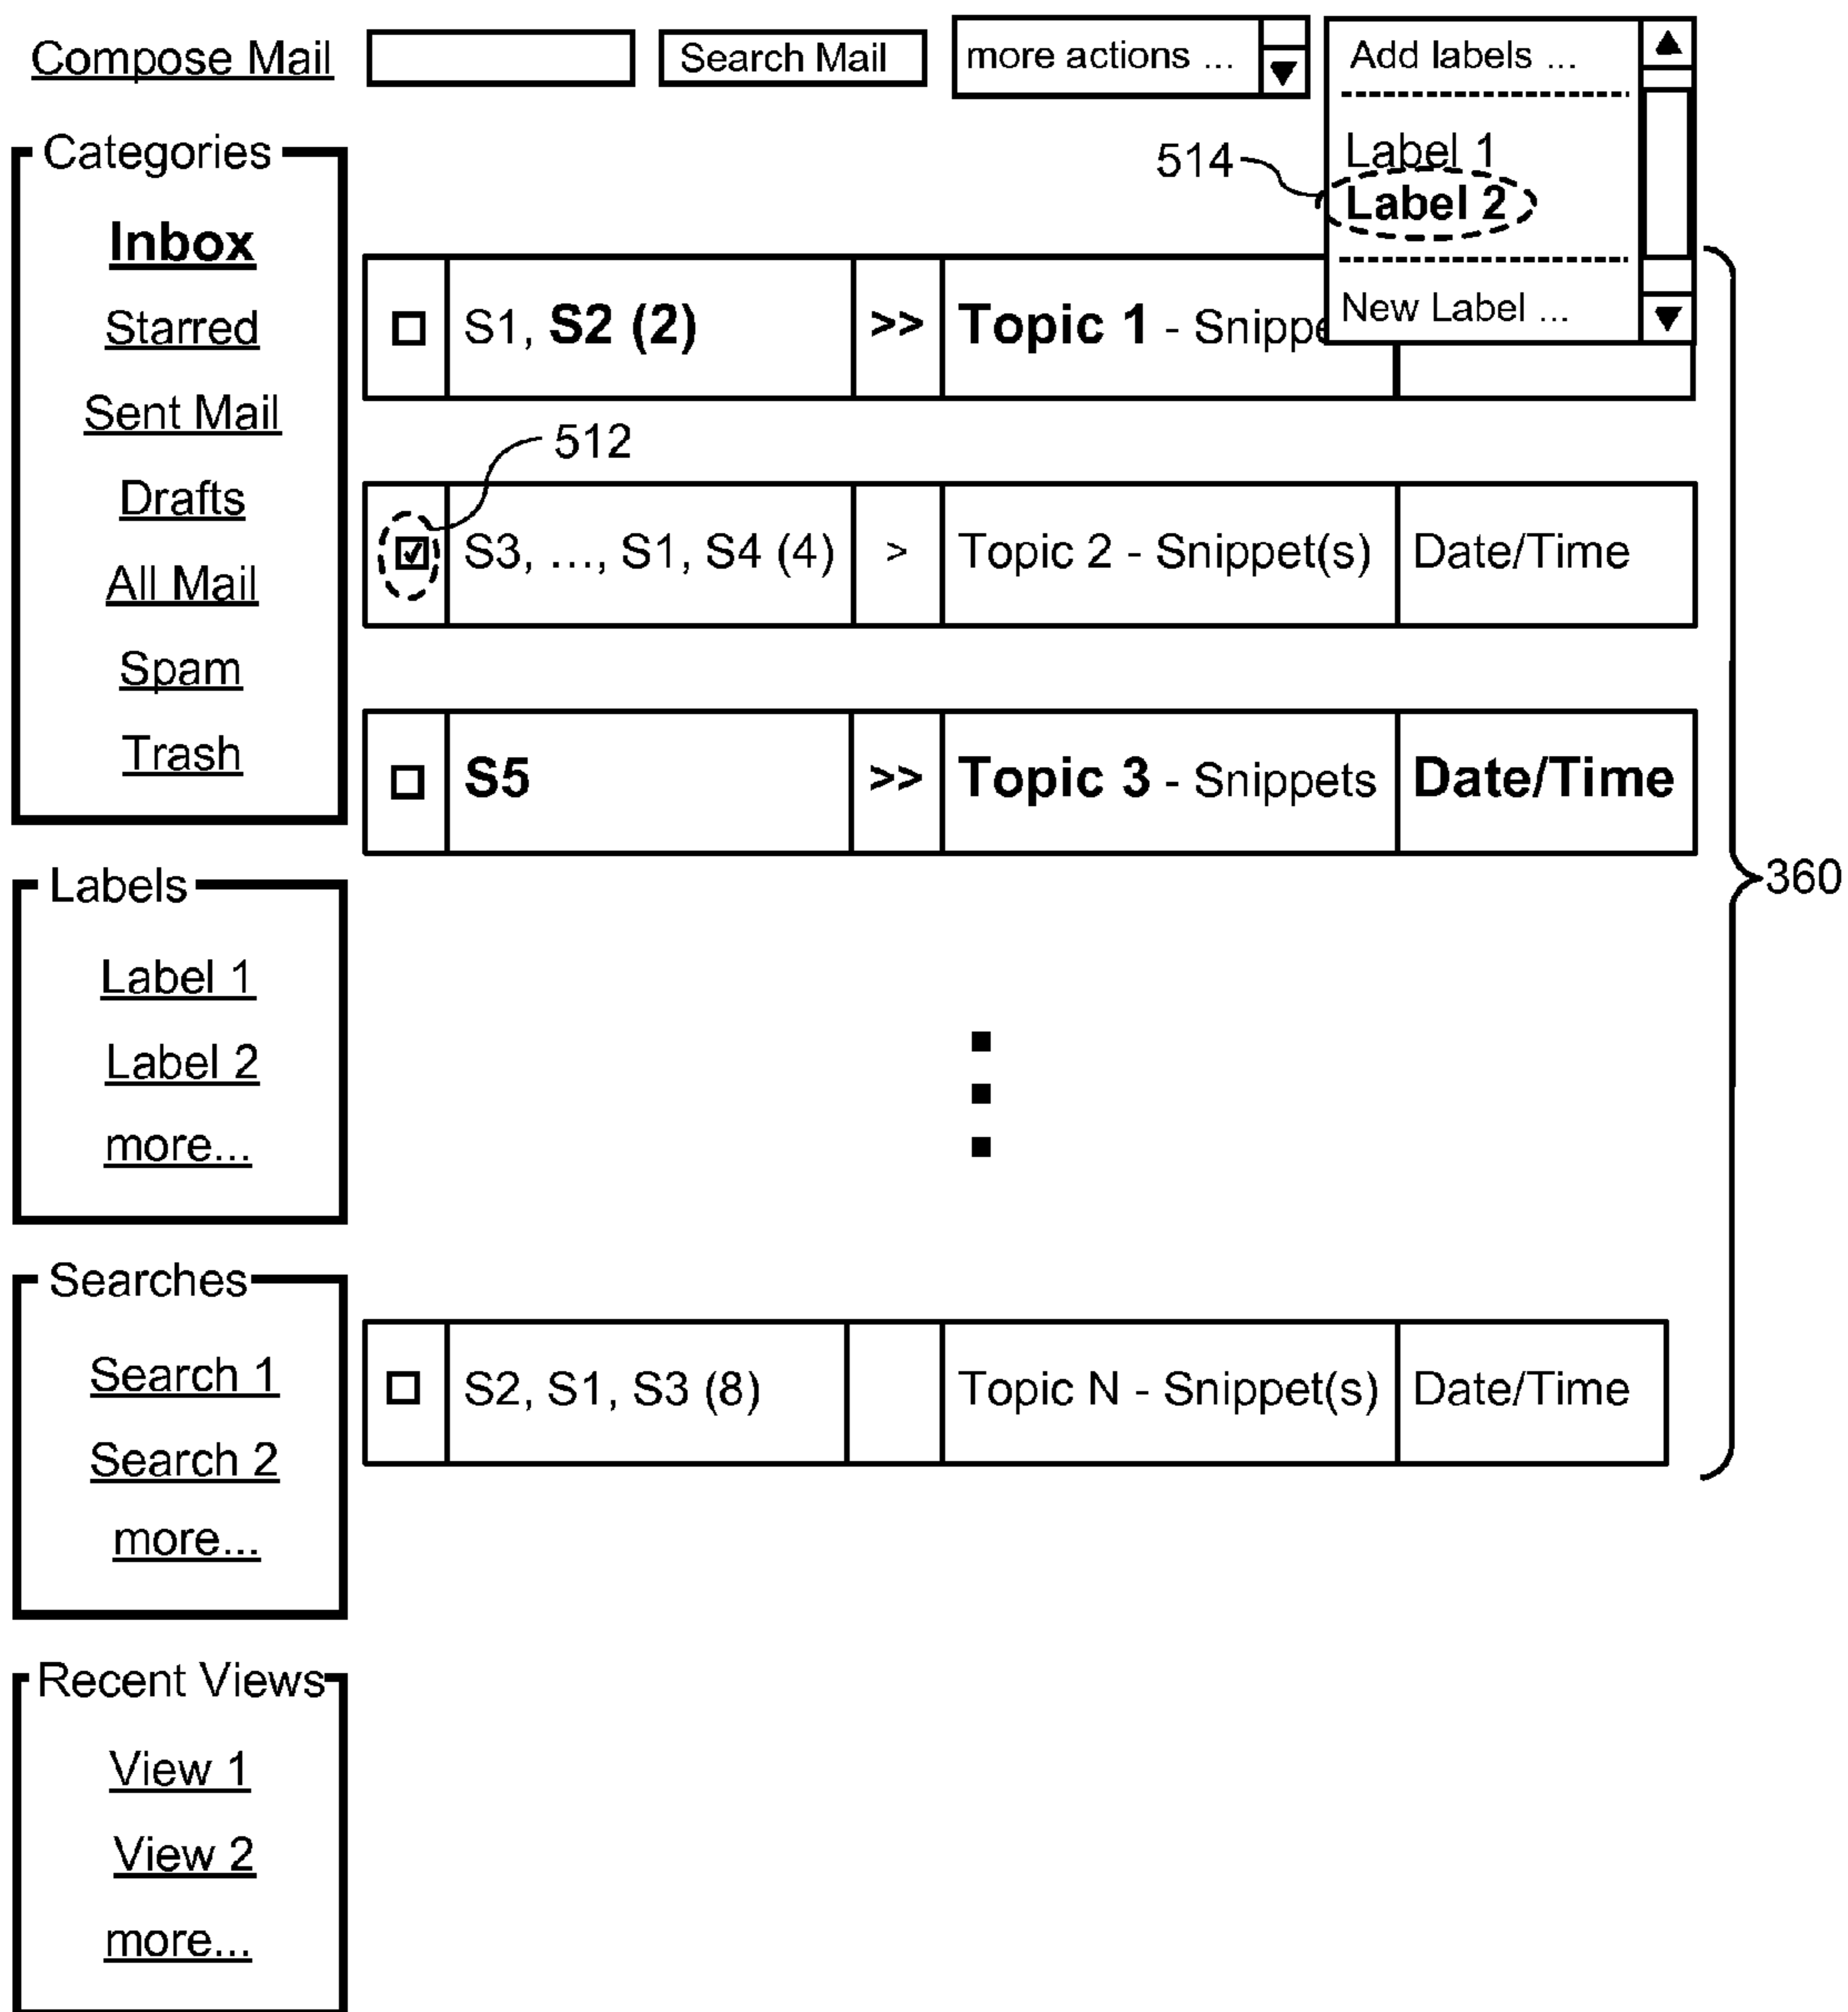 Compose Mail
Search Mail
more actions ...
Add labels ...
Label 1
Label 2
New Label ...
514
Categories
Inbox
Starred
Sent Mail
Drafts
All Mail
Spam
Trash
S1, S2 (2) >> Topic 1 - Snippe
512
S3, ..., S1, S4 (4) > Topic 2 - Snippet(s) Date/Time
S5 >> Topic 3 - Snippets Date/Time
360
Labels
Label 1
Label 2
more...
Searches
Search 1
Search 2
more...
S2, S1, S3 (8) Topic N - Snippet(s) Date/Time
Recent Views
View 1
View 2
more...